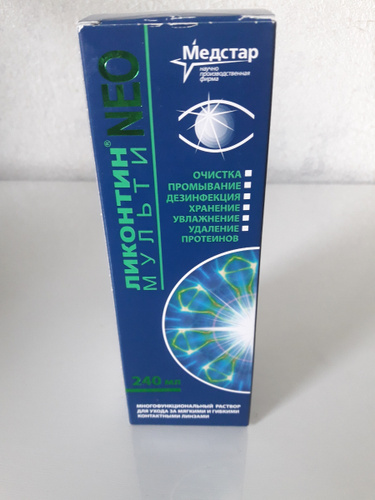 Медстар
научно
производственная
фирма
ЛИКОНТИН®
МУЛЬТИ NEO
ОЧИСТКА
ПРОМЫВАНИЕ
ДЕЗИНФЕКЦИЯ
ХРАНЕНИЕ
УВЛАЖНЕНИЕ
УДАЛЕНИЕ
ПРОТЕИНОВ
240 мл
МНОГОФУНКЦИОНАЛЬНЫЙ РАСТВОР
ДЛЯ УХОДА ЗА МЯГКИМИ И ГИБКИМИ
КОНТАКТНЫМИ ЛИНЗАМИ